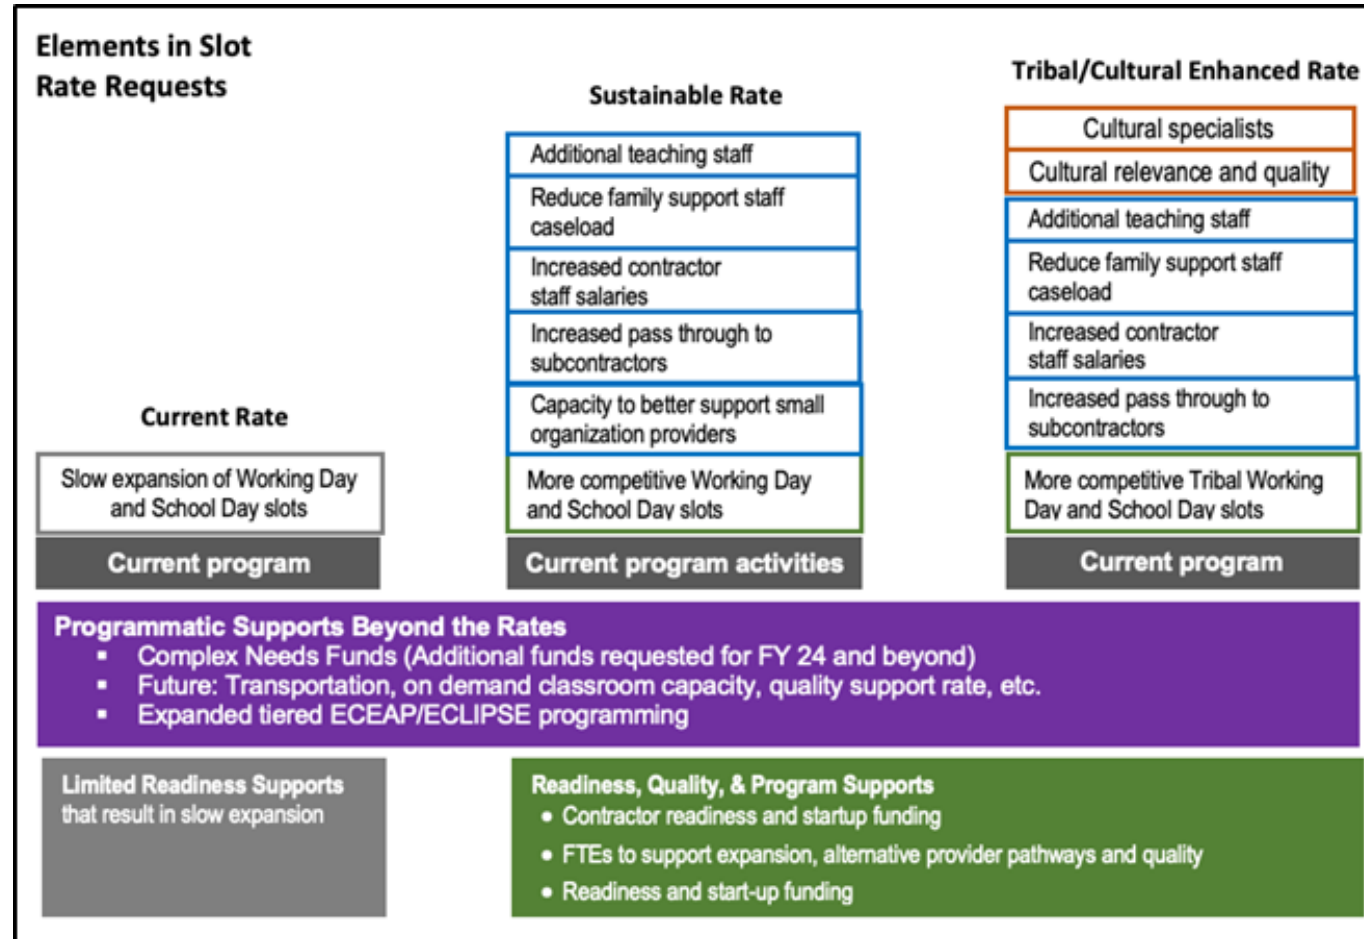 Elements in Slot
Rate Requests
Current Rate
Slow expansion of Working Day
and School Day slots
Current program
Sustainable Rate
Additional teaching staff
Reduce family support staff
caseload
Increased contractor
staff salaries
Increased pass through to
subcontractors
Capacity to better support small
organization providers
More competitive Working Day
and School Day slots
Current program activities
Tribal/Cultural Enhanced Rate
Cultural specialists
Cultural relevance and quality
Additional teaching staff
Reduce family support staff
caseload
Increased contractor
staff salaries
Increased pass through to
subcontractors
More competitive Tribal Working
Day and School Day slots
Current program
Programmatic Supports Beyond the Rates
▪ Complex Needs Funds (Additional funds requested for FY 24 and beyond)
▪ Future: Transportation, on demand classroom capacity, quality support rate, etc.
▪ Expanded tiered ECEAP/ECLIPSE programming
Limited Readiness Supports
that result in slow expansion
Readiness, Quality, & Program Supports
• Contractor readiness and startup funding
• FTEs to support expansion, alternative provider pathways and quality
• Readiness and start-up funding